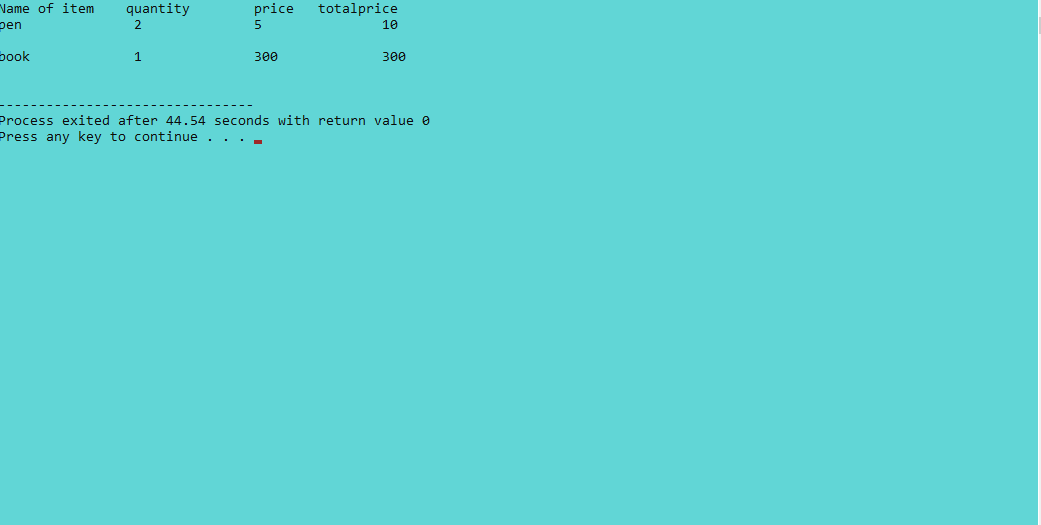 Name of item    quantity        price   totalprice
pen              2              5               10
book             1              300             300
--------------------------------
Process exited after 44.54 seconds with return value 0
Press any key to continue . . .